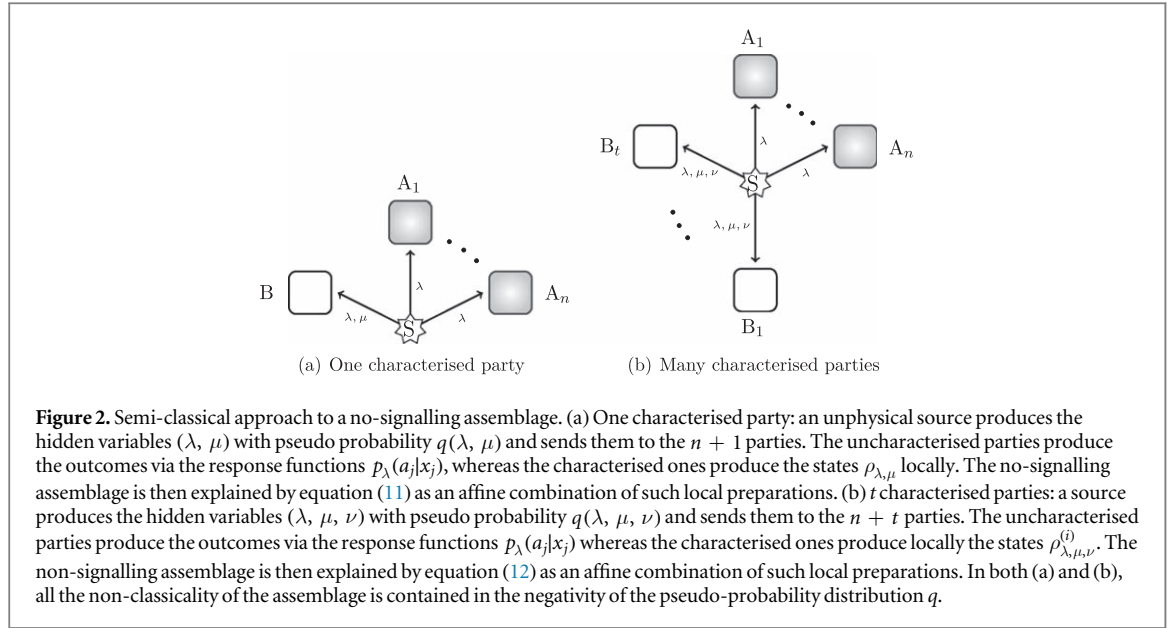 A1
A1
Bt
An
λ
λ, μ, ν
λ
S
λ, μ, ν
B
An
λ
λ, μ
λ
S
B1
(a) One characterised party
(b) Many characterised parties
Figure 2. Semi-classical approach to a no-signalling assemblage. (a) One characterised party: an unphysical source produces the
hidden variables (λ, μ) with pseudo probability q(λ, μ) and sends them to the n + 1 parties. The uncharacterised parties produce
the outcomes via the response functions pλ(aj|xj), whereas the characterised ones produce the states ρλ,μ locally. The no-signalling
assemblage is then explained by equation (11) as an affine combination of such local preparations. (b) t characterised parties: a source
produces the hidden variables (λ, μ, ν) with pseudo probability q(λ, μ, ν) and sends them to the n + t parties. The uncharacterised
parties produce the outcomes via the response functions pλ(aj|xj) whereas the characterised ones produce locally the states ρ(i)λ,μ,ν. The
non-signalling assemblage is then explained by equation (12) as an affine combination of such local preparations. In both (a) and (b),
all the non-classicality of the assemblage is contained in the negativity of the pseudo-probability distribution q.